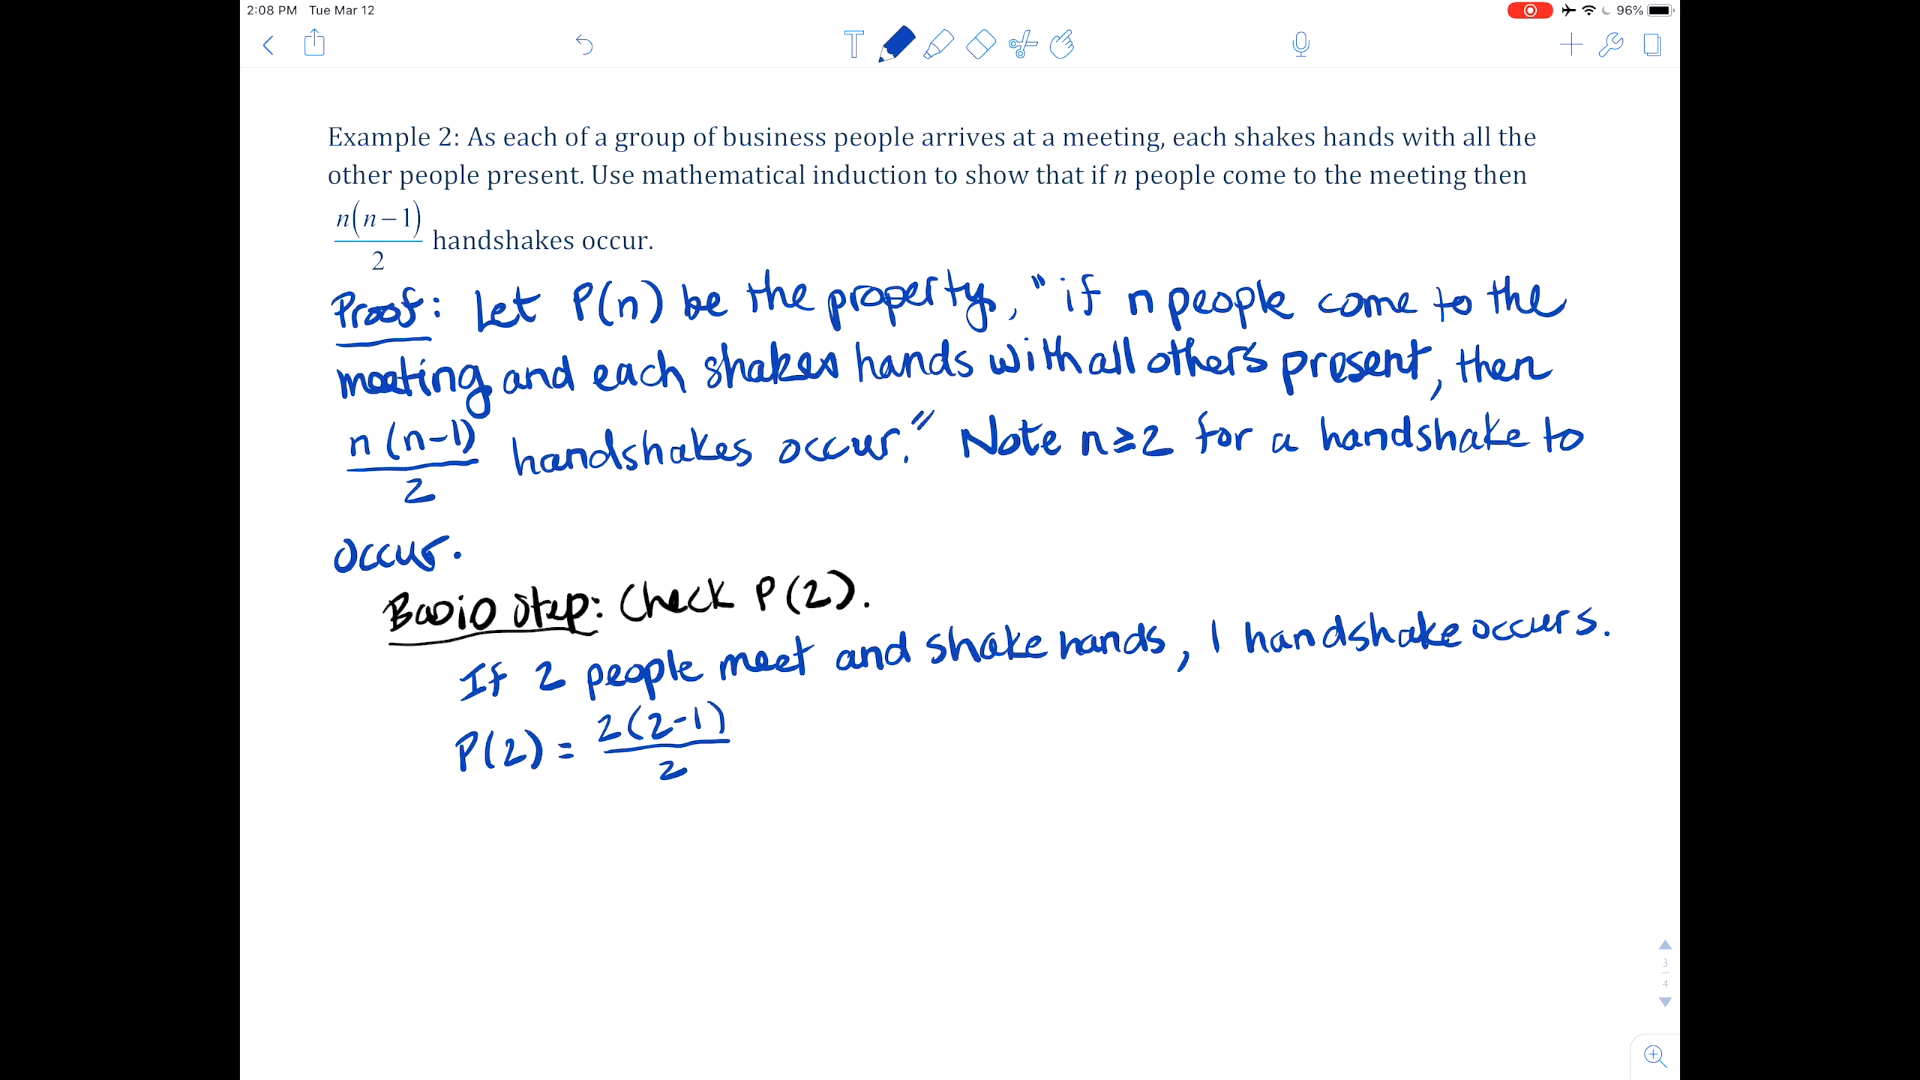 2:08 PM Tue Mar 12
96%
Example 2: As each of a group of business people arrives at a meeting, each shakes hands with all the
other people present. Use mathematical induction to show that if n people come to the meeting then
n(n−1)/2 handshakes occur.
Proof: Let P(n) be the property, "if n people come to the
meeting and each shakes hands with all others present, then
n(n-1)/2 handshakes occur." Note n≥2 for a handshake to
occur.
Basis Step: Check P(2).
If 2 people meet and shake hands, 1 handshake occurs.
P(2) = 2(2-1)/2
3
4